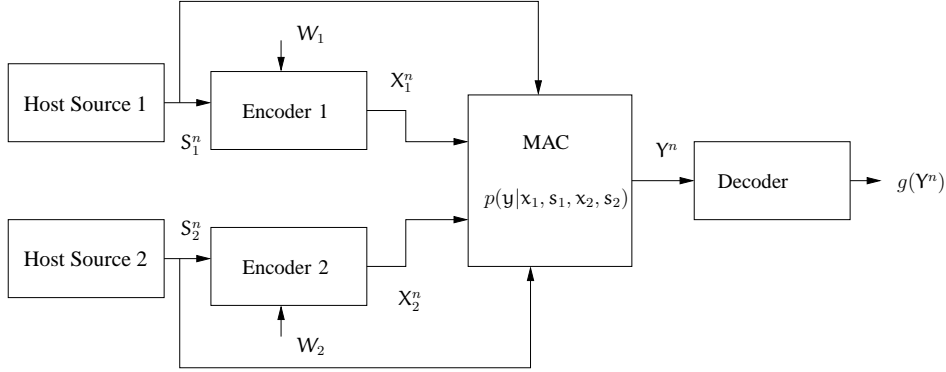 W₁
X₁ⁿ
Host Source 1
Encoder 1
S₁ⁿ
MAC
p(y|x₁, s₁, x₂, s₂)
Yⁿ
Decoder
g(Yⁿ)
S₂ⁿ
Host Source 2
Encoder 2
X₂ⁿ
W₂